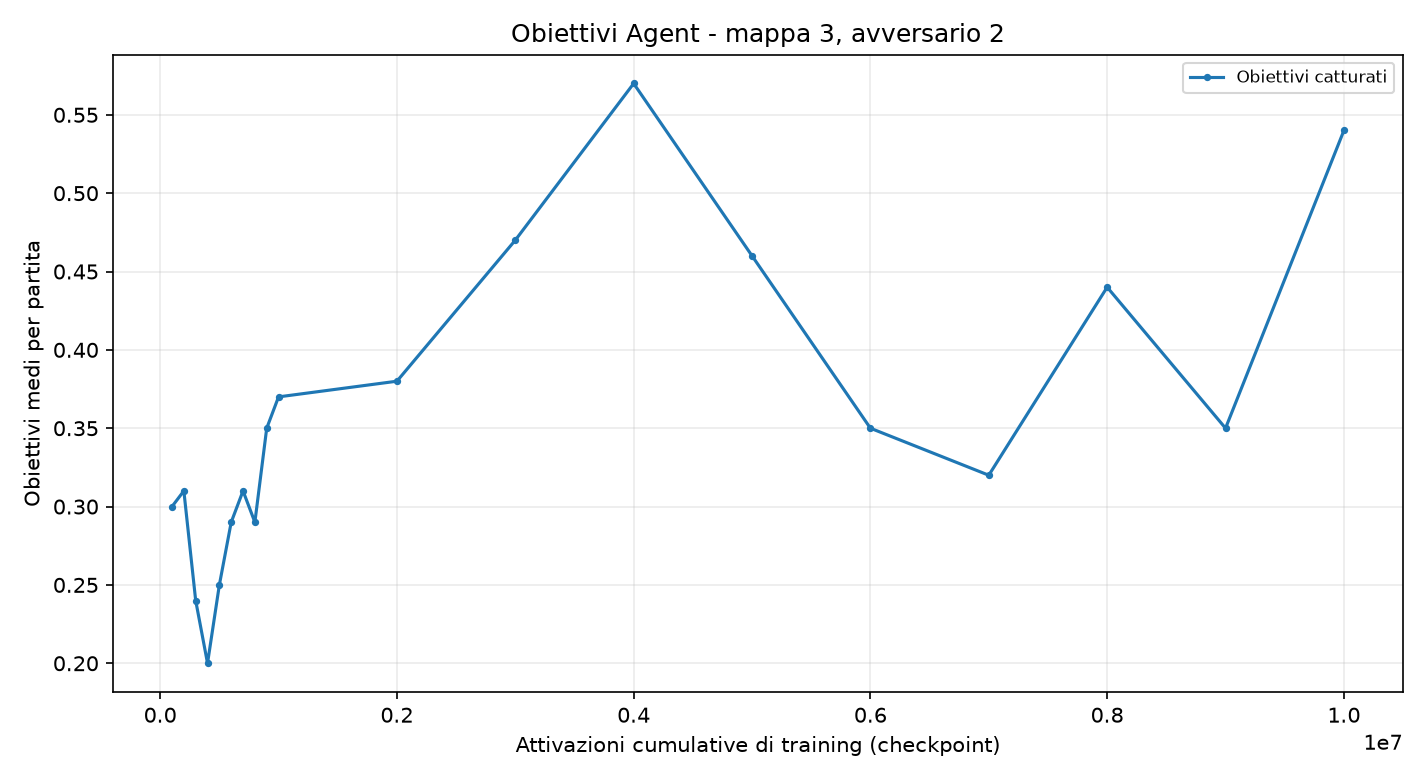 Obiettivi Agent - mappa 3, avversario 2
Obiettivi catturati
Obiettivi medi per partita
0.55
0.50
0.45
0.40
0.35
0.30
0.25
0.20
0.0 0.2 0.4 0.6 0.8 1.0
1e7
Attivazioni cumulative di training (checkpoint)